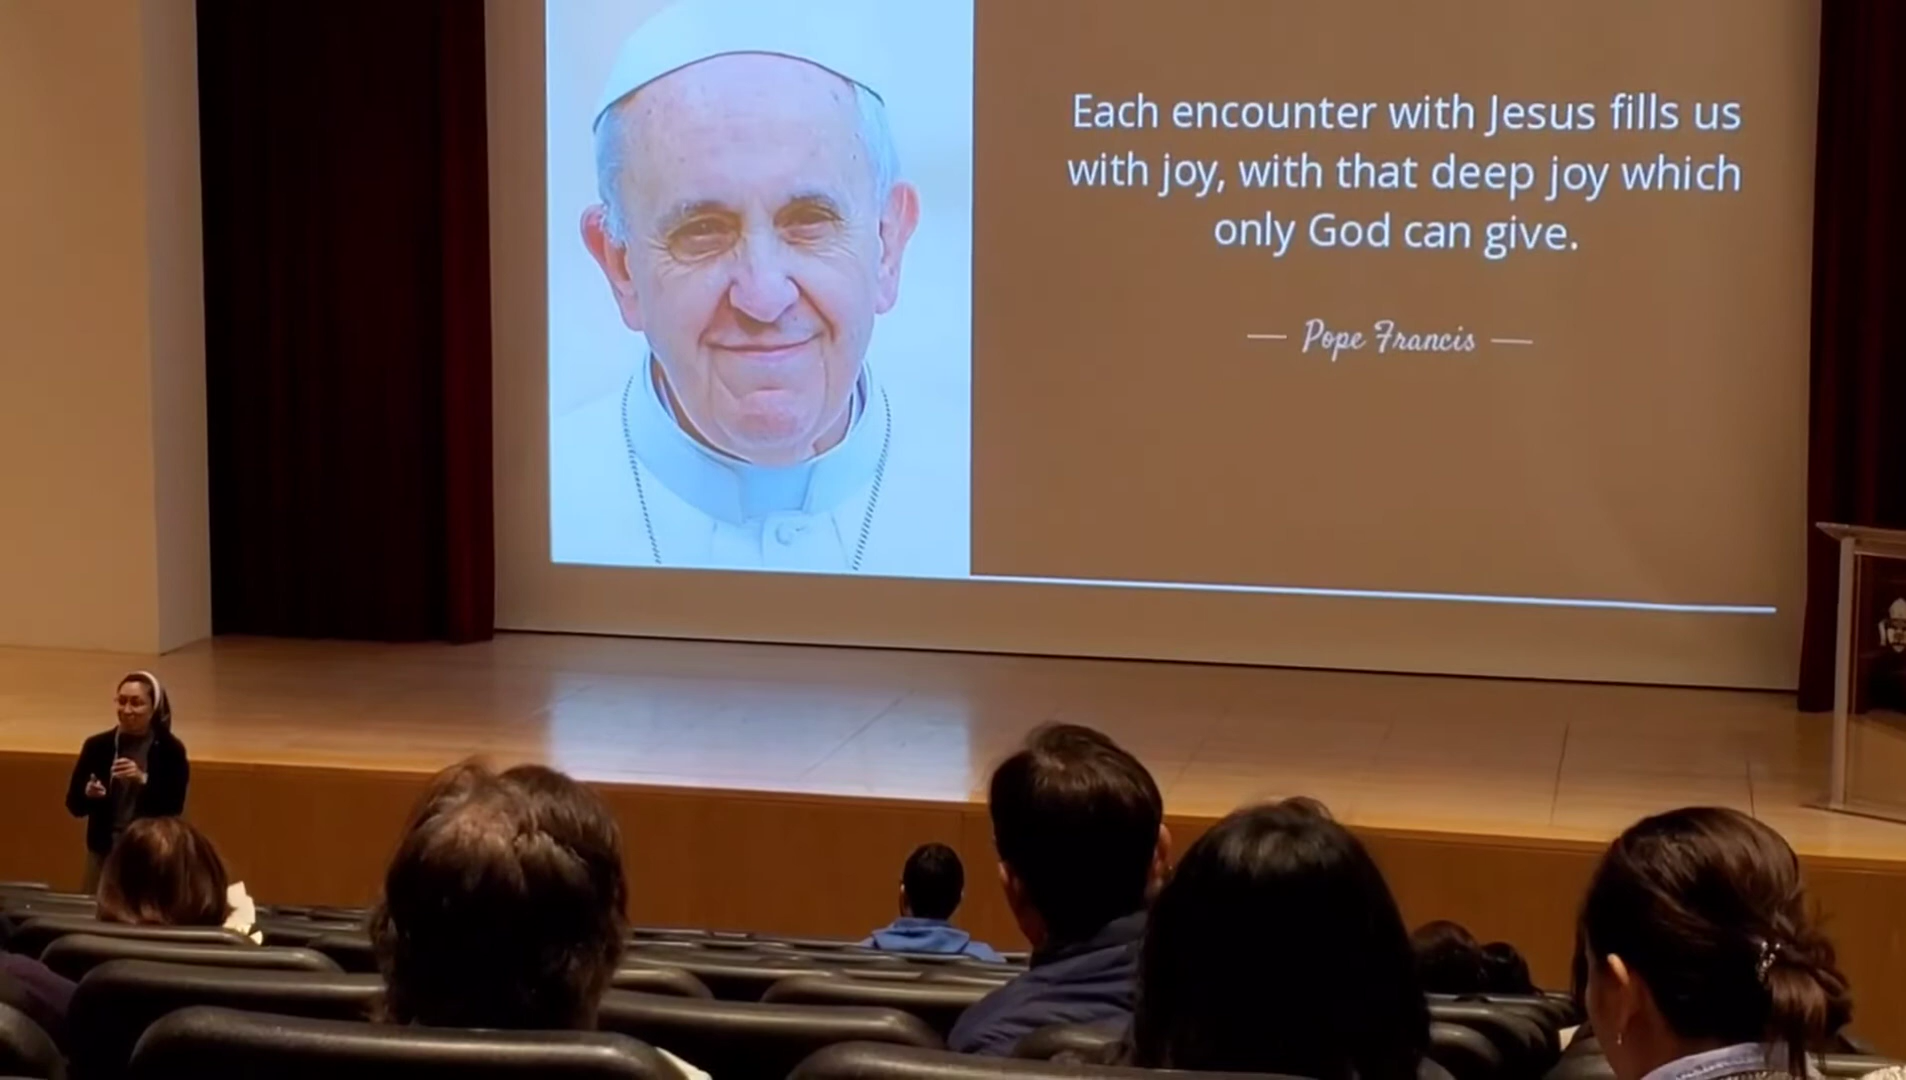 Each encounter with Jesus fills us
with joy, with that deep joy which
only God can give.
— Pope Francis —